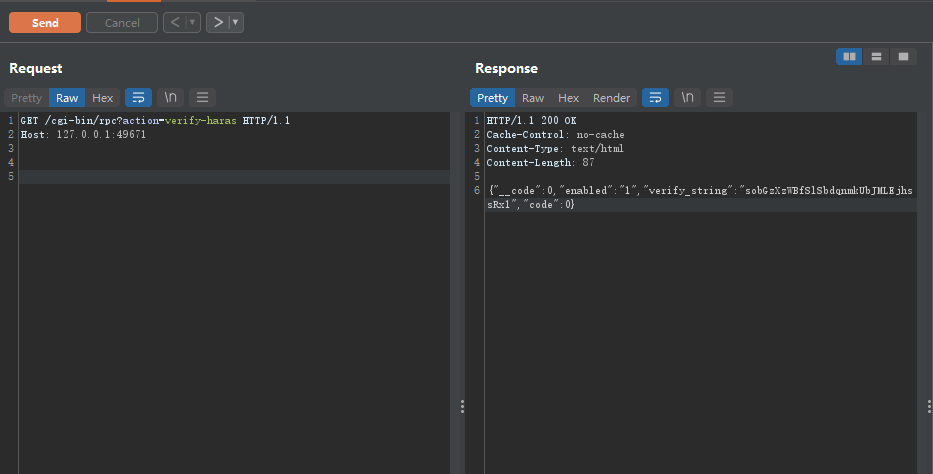 Send
Cancel
Request
Response
Pretty Raw Hex \n
Pretty Raw Hex Render \n
1 GET /cgi-bin/rpc?action=verify-haras HTTP/1.1
2 Host: 127.0.0.1:49671
3
4
5
1 HTTP/1.1 200 OK
2 Cache-Control: no-cache
3 Content-Type: text/html
4 Content-Length: 87
5
6 {"__code":0,"enabled":"1","verify_string":"sobGzXzWBfSlSbdqnmkUbJMLEjhs
sRxl","code":0}